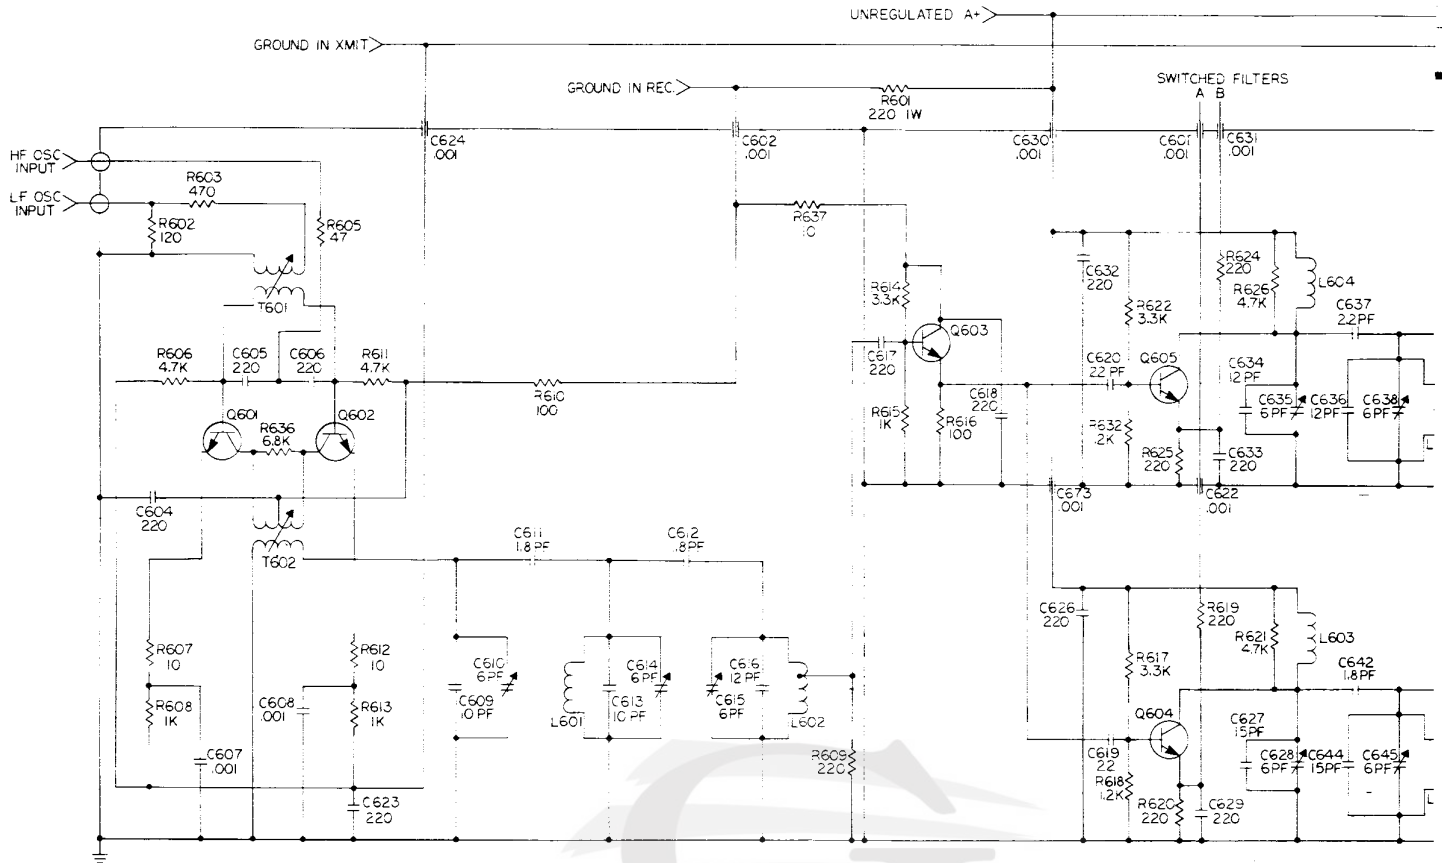 UNREGULATED A+
GROUND IN XMIT
GROUND IN REC.
R601
220 1W
SWITCHED FILTERS
A B
C624
.001
C602
.001
C630
.001
C601
.001
C631
.001
HF OSC
INPUT
LF OSC
INPUT
R603
470
R602
120
R605
47
T601
R637
10
R614
3.3K
Q603
C632
220
R622
3.3K
R624
220
R626
4.7K
L604
C637
2.2PF
R606
4.7K
C605
220
C606
220
R611
4.7K
R610
100
C617
220
C620
22 PF
Q605
C634
12PF
C635
6PF
C636
12PF
C638
6PF
Q601
R636
6.8K
Q602
R615
1K
R616
100
C618
220
R632
1.2K
R625
220
C633
220
C604
220
T602
C673
.001
C622
.001
C611
1.8PF
C612
.8PF
C626
220
R619
220
R621
4.7K
L603
R617
3.3K
C642
1.8PF
R607
10
R612
10
R608
1K
C608
.001
R613
1K
C607
.001
C623
220
C610
6PF
C609
10 PF
L601
C614
6PF
C613
10 PF
C616
12PF
C615
6PF
L602
R609
220
Q604
C619
22
R618
1.2K
R620
220
C629
220
C627
15PF
C628
6PF
C644
15PF
C645
6PF
L
L